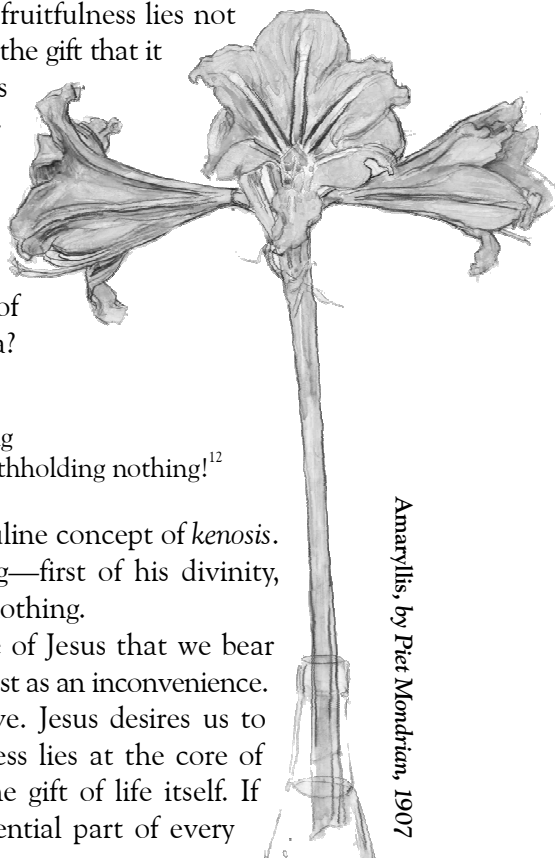 fruitfulness lies not
the gift that it
s
of
a?
g
thholding nothing!12
line concept of kenosis.
g—first of his divinity,
othing.
e of Jesus that we bear
st as an inconvenience.
ve. Jesus desires us to
ess lies at the core of
e gift of life itself. If
ential part of every
Amaryllis, by Piet Mondrian, 1907